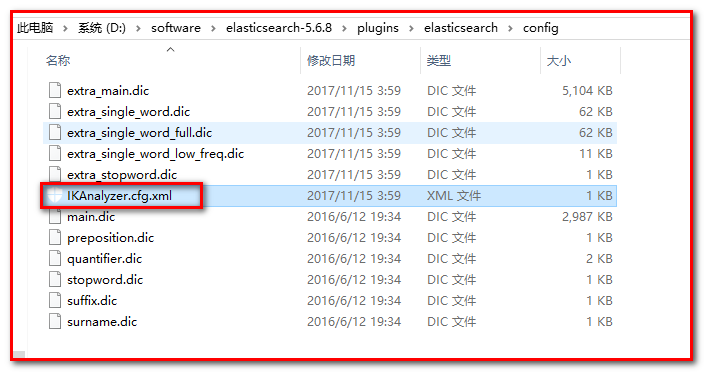 此电脑 > 系统 (D:) > software > elasticsearch-5.6.8 > plugins > elasticsearch > config
名称 修改日期 类型 大小
extra_main.dic 2017/11/15 3:59 DIC 文件 5,104 KB
extra_single_word.dic 2017/11/15 3:59 DIC 文件 62 KB
extra_single_word_full.dic 2017/11/15 3:59 DIC 文件 62 KB
extra_single_word_low_freq.dic 2017/11/15 3:59 DIC 文件 11 KB
extra_stopword.dic 2017/11/15 3:59 DIC 文件 1 KB
IKAnalyzer.cfg.xml 2017/11/15 3:59 XML 文件 1 KB
main.dic 2016/6/12 19:34 DIC 文件 2,987 KB
preposition.dic 2016/6/12 19:34 DIC 文件 1 KB
quantifier.dic 2016/6/12 19:34 DIC 文件 2 KB
stopword.dic 2016/6/12 19:34 DIC 文件 1 KB
suffix.dic 2016/6/12 19:34 DIC 文件 1 KB
surname.dic 2016/6/12 19:34 DIC 文件 1 KB